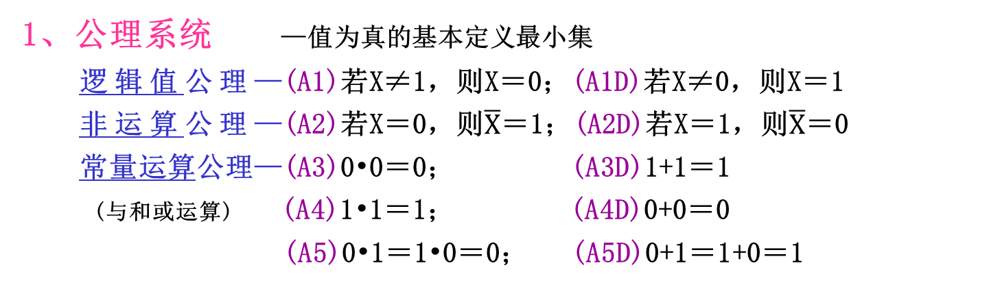 1、公理系统 —值为真的基本定义最小集
逻辑值公理—(A1)若X≠1，则X＝0；(A1D)若X≠0，则X＝1
非运算公理—(A2)若X＝0，则X̅＝1；(A2D)若X＝1，则X̅＝0
常量运算公理—(A3)0•0＝0； (A3D)1+1＝1
(与和或运算) (A4)1•1＝1； (A4D)0+0＝0
(A5)0•1＝1•0＝0； (A5D)0+1＝1+0＝1